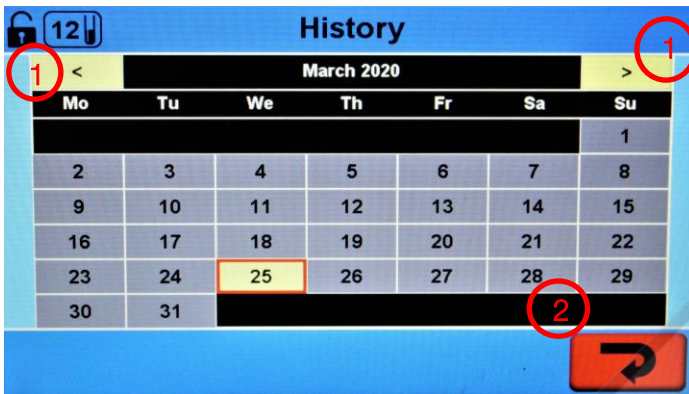 12 History
1 < March 2020 > 1
Mo Tu We Th Fr Sa Su
1
2 3 4 5 6 7 8
9 10 11 12 13 14 15
16 17 18 19 20 21 22
23 24 25 26 27 28 29
30 31 2